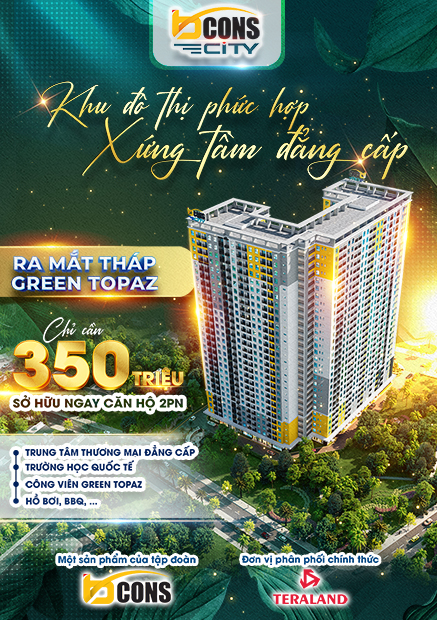 BCONS
CITY
Khu đô thị phức hợp
Xứng tầm đẳng cấp
RA MẮT THÁP
GREEN TOPAZ
Chỉ cần
350 TRIỆU
SỞ HỮU NGAY CĂN HỘ 2PN
TRUNG TÂM THƯƠNG MẠI ĐẲNG CẤP
TRƯỜNG HỌC QUỐC TẾ
CÔNG VIÊN GREEN TOPAZ
HỒ BƠI, BBQ, ...
Một sản phẩm của tập đoàn
BCONS
Đơn vị phân phối chính thức
TERALAND